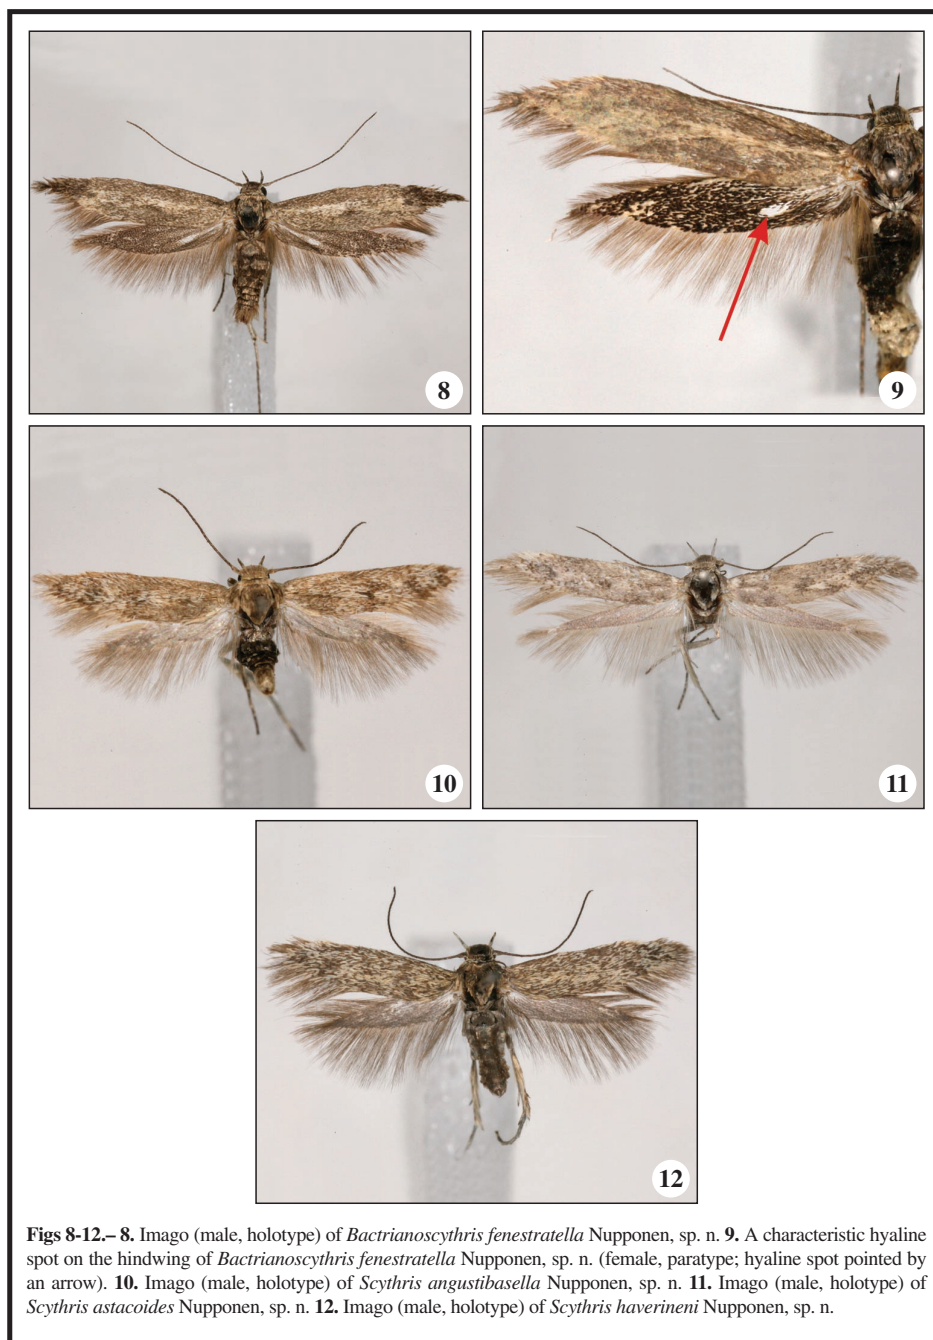 8
9
10
11
12
Figs 8-12.– 8. Imago (male, holotype) of Bactrianoscythris fenestratella Nupponen, sp. n. 9. A characteristic hyaline
spot on the hindwing of Bactrianoscythris fenestratella Nupponen, sp. n. (female, paratype; hyaline spot pointed by
an arrow). 10. Imago (male, holotype) of Scythris angustibasella Nupponen, sp. n. 11. Imago (male, holotype) of
Scythris astacoides Nupponen, sp. n. 12. Imago (male, holotype) of Scythris haverineni Nupponen, sp. n.